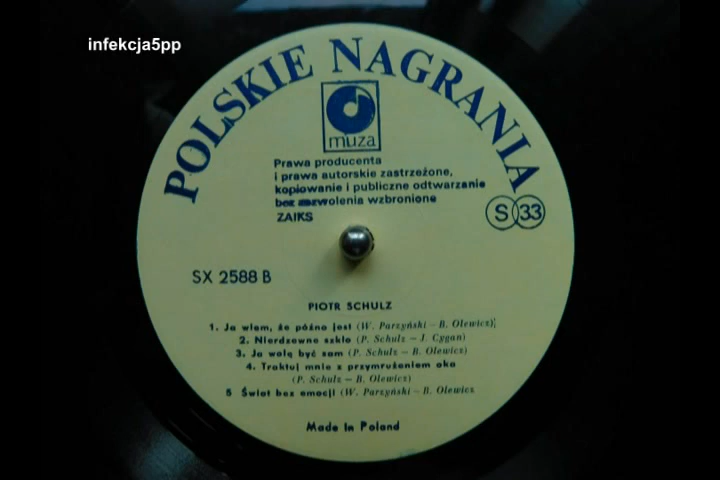 infekcja5pp
POLSKIE NAGRANIA
muza
Prawa producenta
i prawa autorskie zastrzeżone,
kopiowanie i publiczne odtwarzanie
bez zezwolenia wzbronione
ZAIKS
S 33
SX 2588 B
PIOTR SCHULZ
1. Ja wiem, że późno jest (W. Parzyński – B. Olewicz)
2. Nierdzewne szkło (P. Schulz – J. Cygan)
3. Ja wolę być sam (P. Schulz – B. Olewicz)
4. Traktuj mnie z przymrużeniem oka
(P. Schulz – B. Olewicz)
5 Świat bez emocji (W. Parzyński – B. Olewicz
Made in Poland